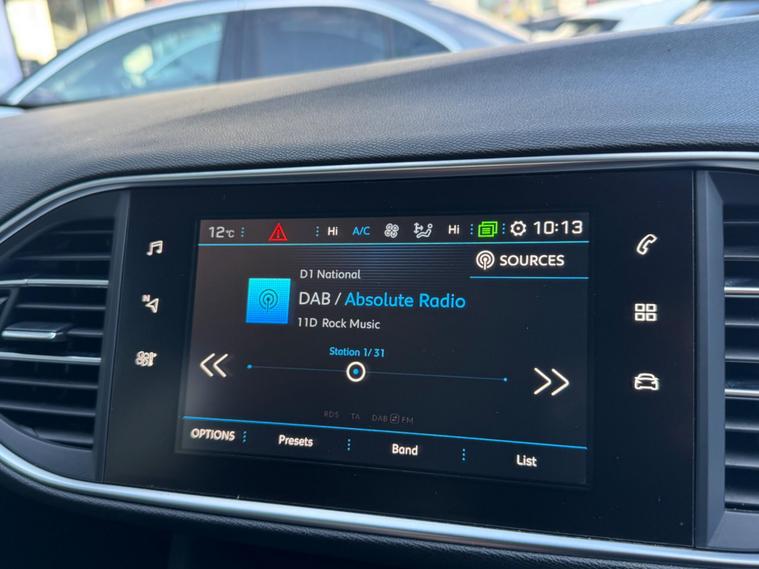 12°C Hi A/C Hi 10:13
SOURCES
D1 National
DAB / Absolute Radio
11D Rock Music
Station 1/31
RDS TA DAB FM
OPTIONS Presets Band List
N